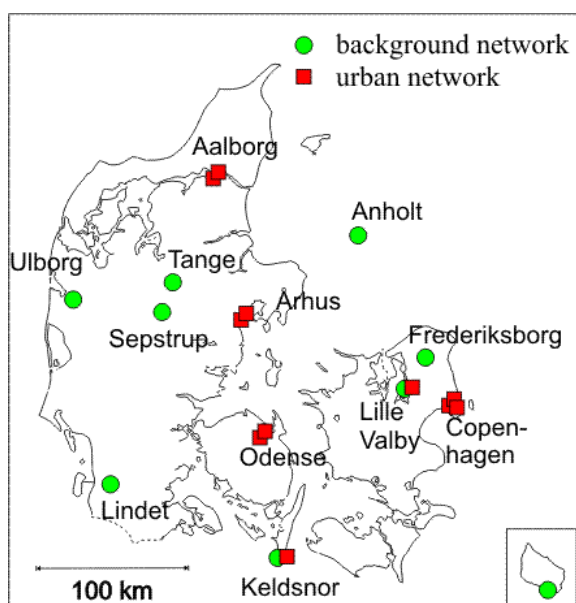 background network
urban network
Aalborg
Anholt
Ulborg
Tange
Århus
Sepstrup
Frederiksborg
Lille
Valby
Copen-
hagen
Odense
Lindet
Keldsnor
100 km